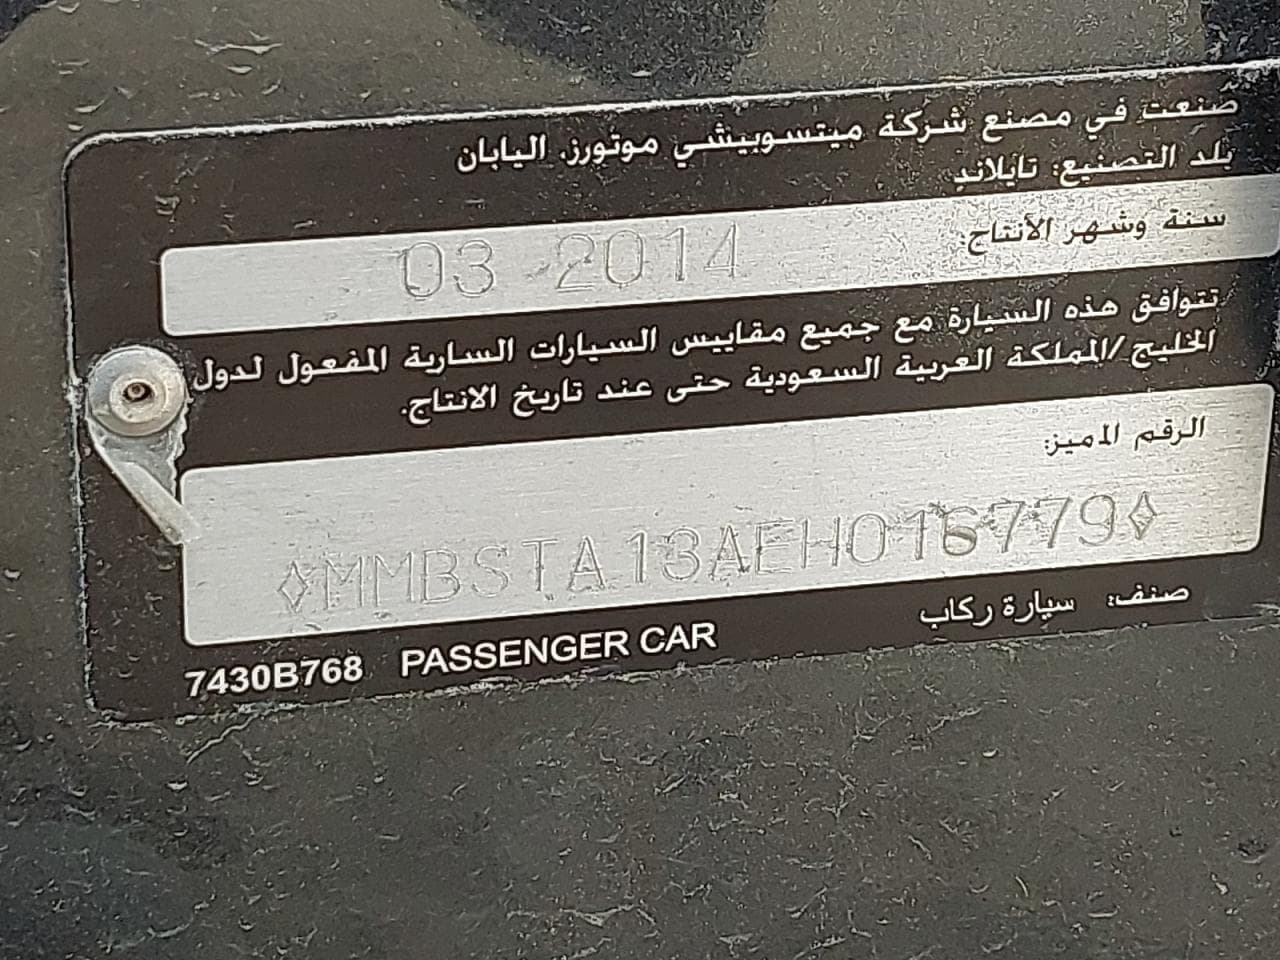 صنعت في مصنع شركة ميتسوبيشي موتورز. اليابان
بلد التصنيع: تايلاند
سنة وشهر الأنتاج: 03 2014
تتوافق هذه السيارة مع جميع مقاييس السيارات السارية المفعول لدول
الخليج/المملكة العربية السعودية حتى عند تاريخ الانتاج.
الرقم المميز:
◊MMBSTA13AEH016779◊
صنف: سيارة ركاب
7430B768 PASSENGER CAR